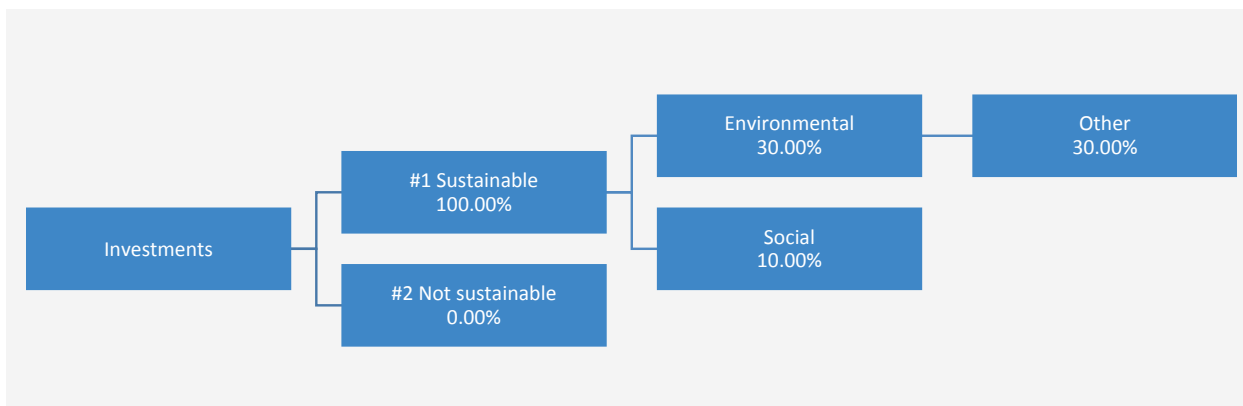 Investments
#1 Sustainable
100.00%
#2 Not sustainable
0.00%
Environmental
30.00%
Social
10.00%
Other
30.00%